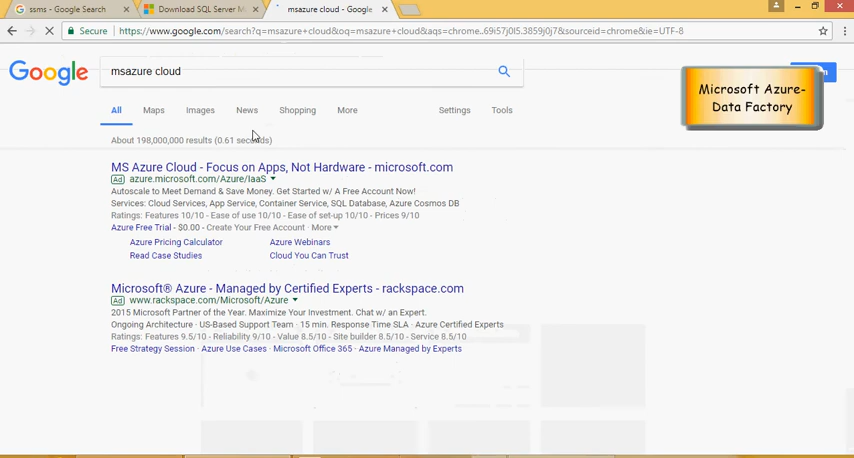 ssms - Google Search
Download SQL Server M
msazure cloud - Google
Secure
https://www.google.com/search?q=msazure+cloud&oq=msazure+cloud&aqs=chrome..69i57j0l5.3859j0j7&sourceid=chrome&ie=UTF-8
Google
msazure cloud
Microsoft Azure-
Data Factory
All Maps Images News Shopping More Settings Tools
About 198,000,000 results (0.61 seconds)
MS Azure Cloud - Focus on Apps, Not Hardware - microsoft.com
Ad azure.microsoft.com/Azure/IaaS
Autoscale to Meet Demand & Save Money. Get Started w/ A Free Account Now!
Services: Cloud Services, App Service, Container Service, SQL Database, Azure Cosmos DB
Ratings: Features 10/10 - Ease of use 10/10 - Ease of set-up 10/10 - Prices 9/10
Azure Free Trial - $0.00 - Create Your Free Account · More
Azure Pricing Calculator Azure Webinars
Read Case Studies Cloud You Can Trust
Microsoft® Azure - Managed by Certified Experts - rackspace.com
Ad www.rackspace.com/Microsoft/Azure
2015 Microsoft Partner of the Year. Maximize Your Investment. Chat w/ an Expert.
Ongoing Architecture · US-Based Support Team · 15 min. Response Time SLA · Azure Certified Experts
Ratings: Features 9.5/10 - Reliability 9/10 - Value 8.5/10 - Site builder 8.5/10 - Service 8.5/10
Free Strategy Session · Azure Use Cases · Microsoft Office 365 · Azure Managed by Experts